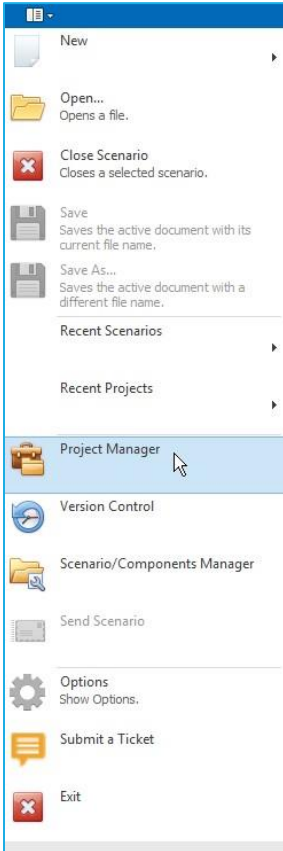 New
Open...
Opens a file.
Close Scenario
Closes a selected scenario.
Save
Saves the active document with its
current file name.
Save As...
Saves the active document with a
different file name.
Recent Scenarios
Recent Projects
Project Manager
Version Control
Scenario/Components Manager
Send Scenario
Options
Show Options.
Submit a Ticket
Exit